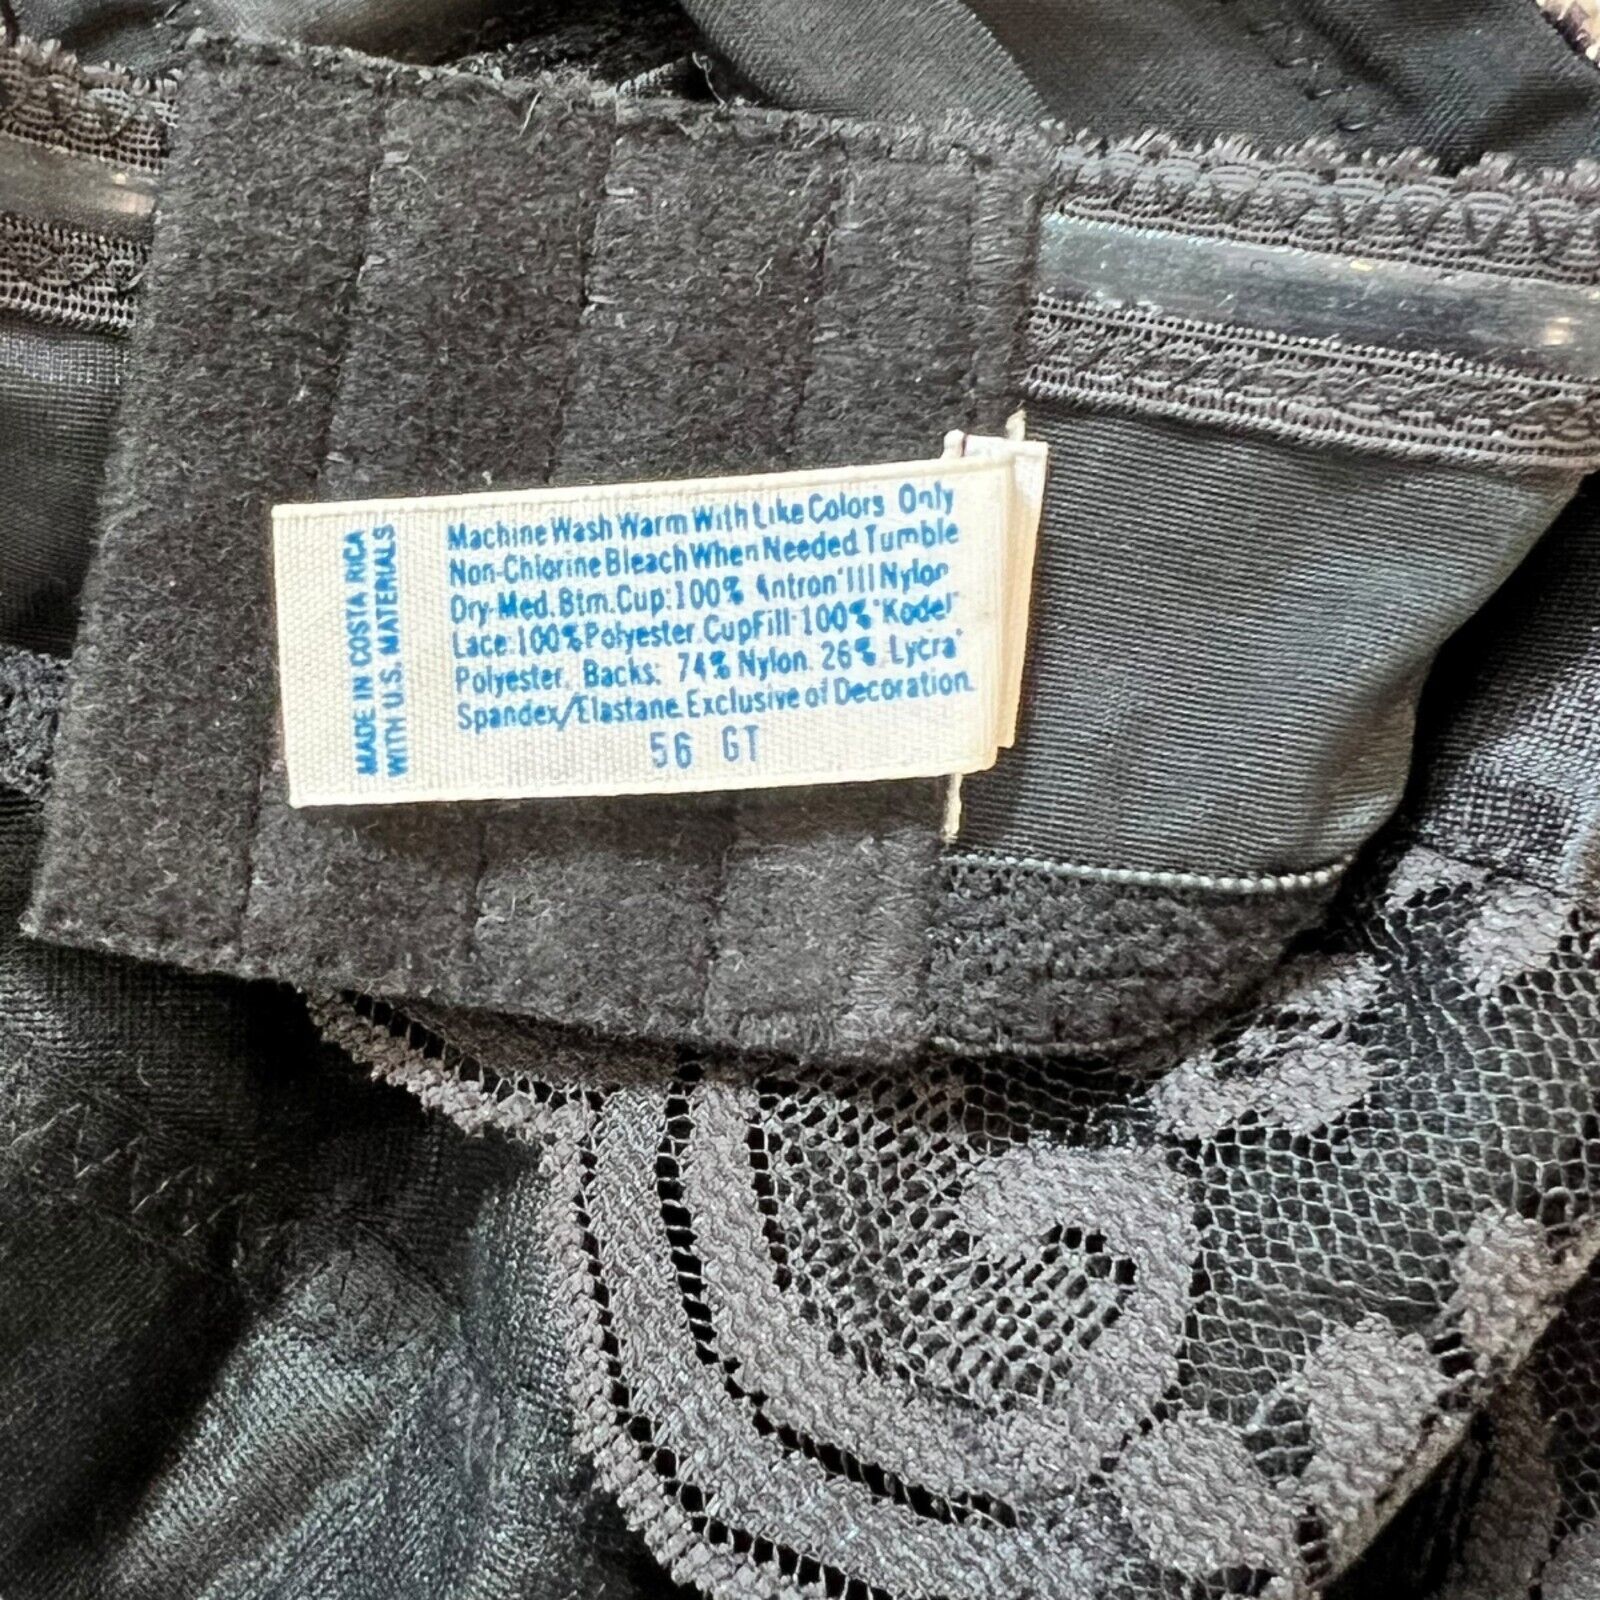 MADE IN COSTA RICA
WITH U.S. MATERIALS
Machine Wash Warm With Like Colors Only
Non-Chlorine Bleach When Needed Tumble
Dry-Med. Btm. Cup: 100% Antron® III Nylon
Lace: 100% Polyester. Cup Fill: 100% "Kodel"
Polyester. Backs: 74% Nylon. 26% Lycra®
Spandex/Elastane. Exclusive of Decoration.
56 GT